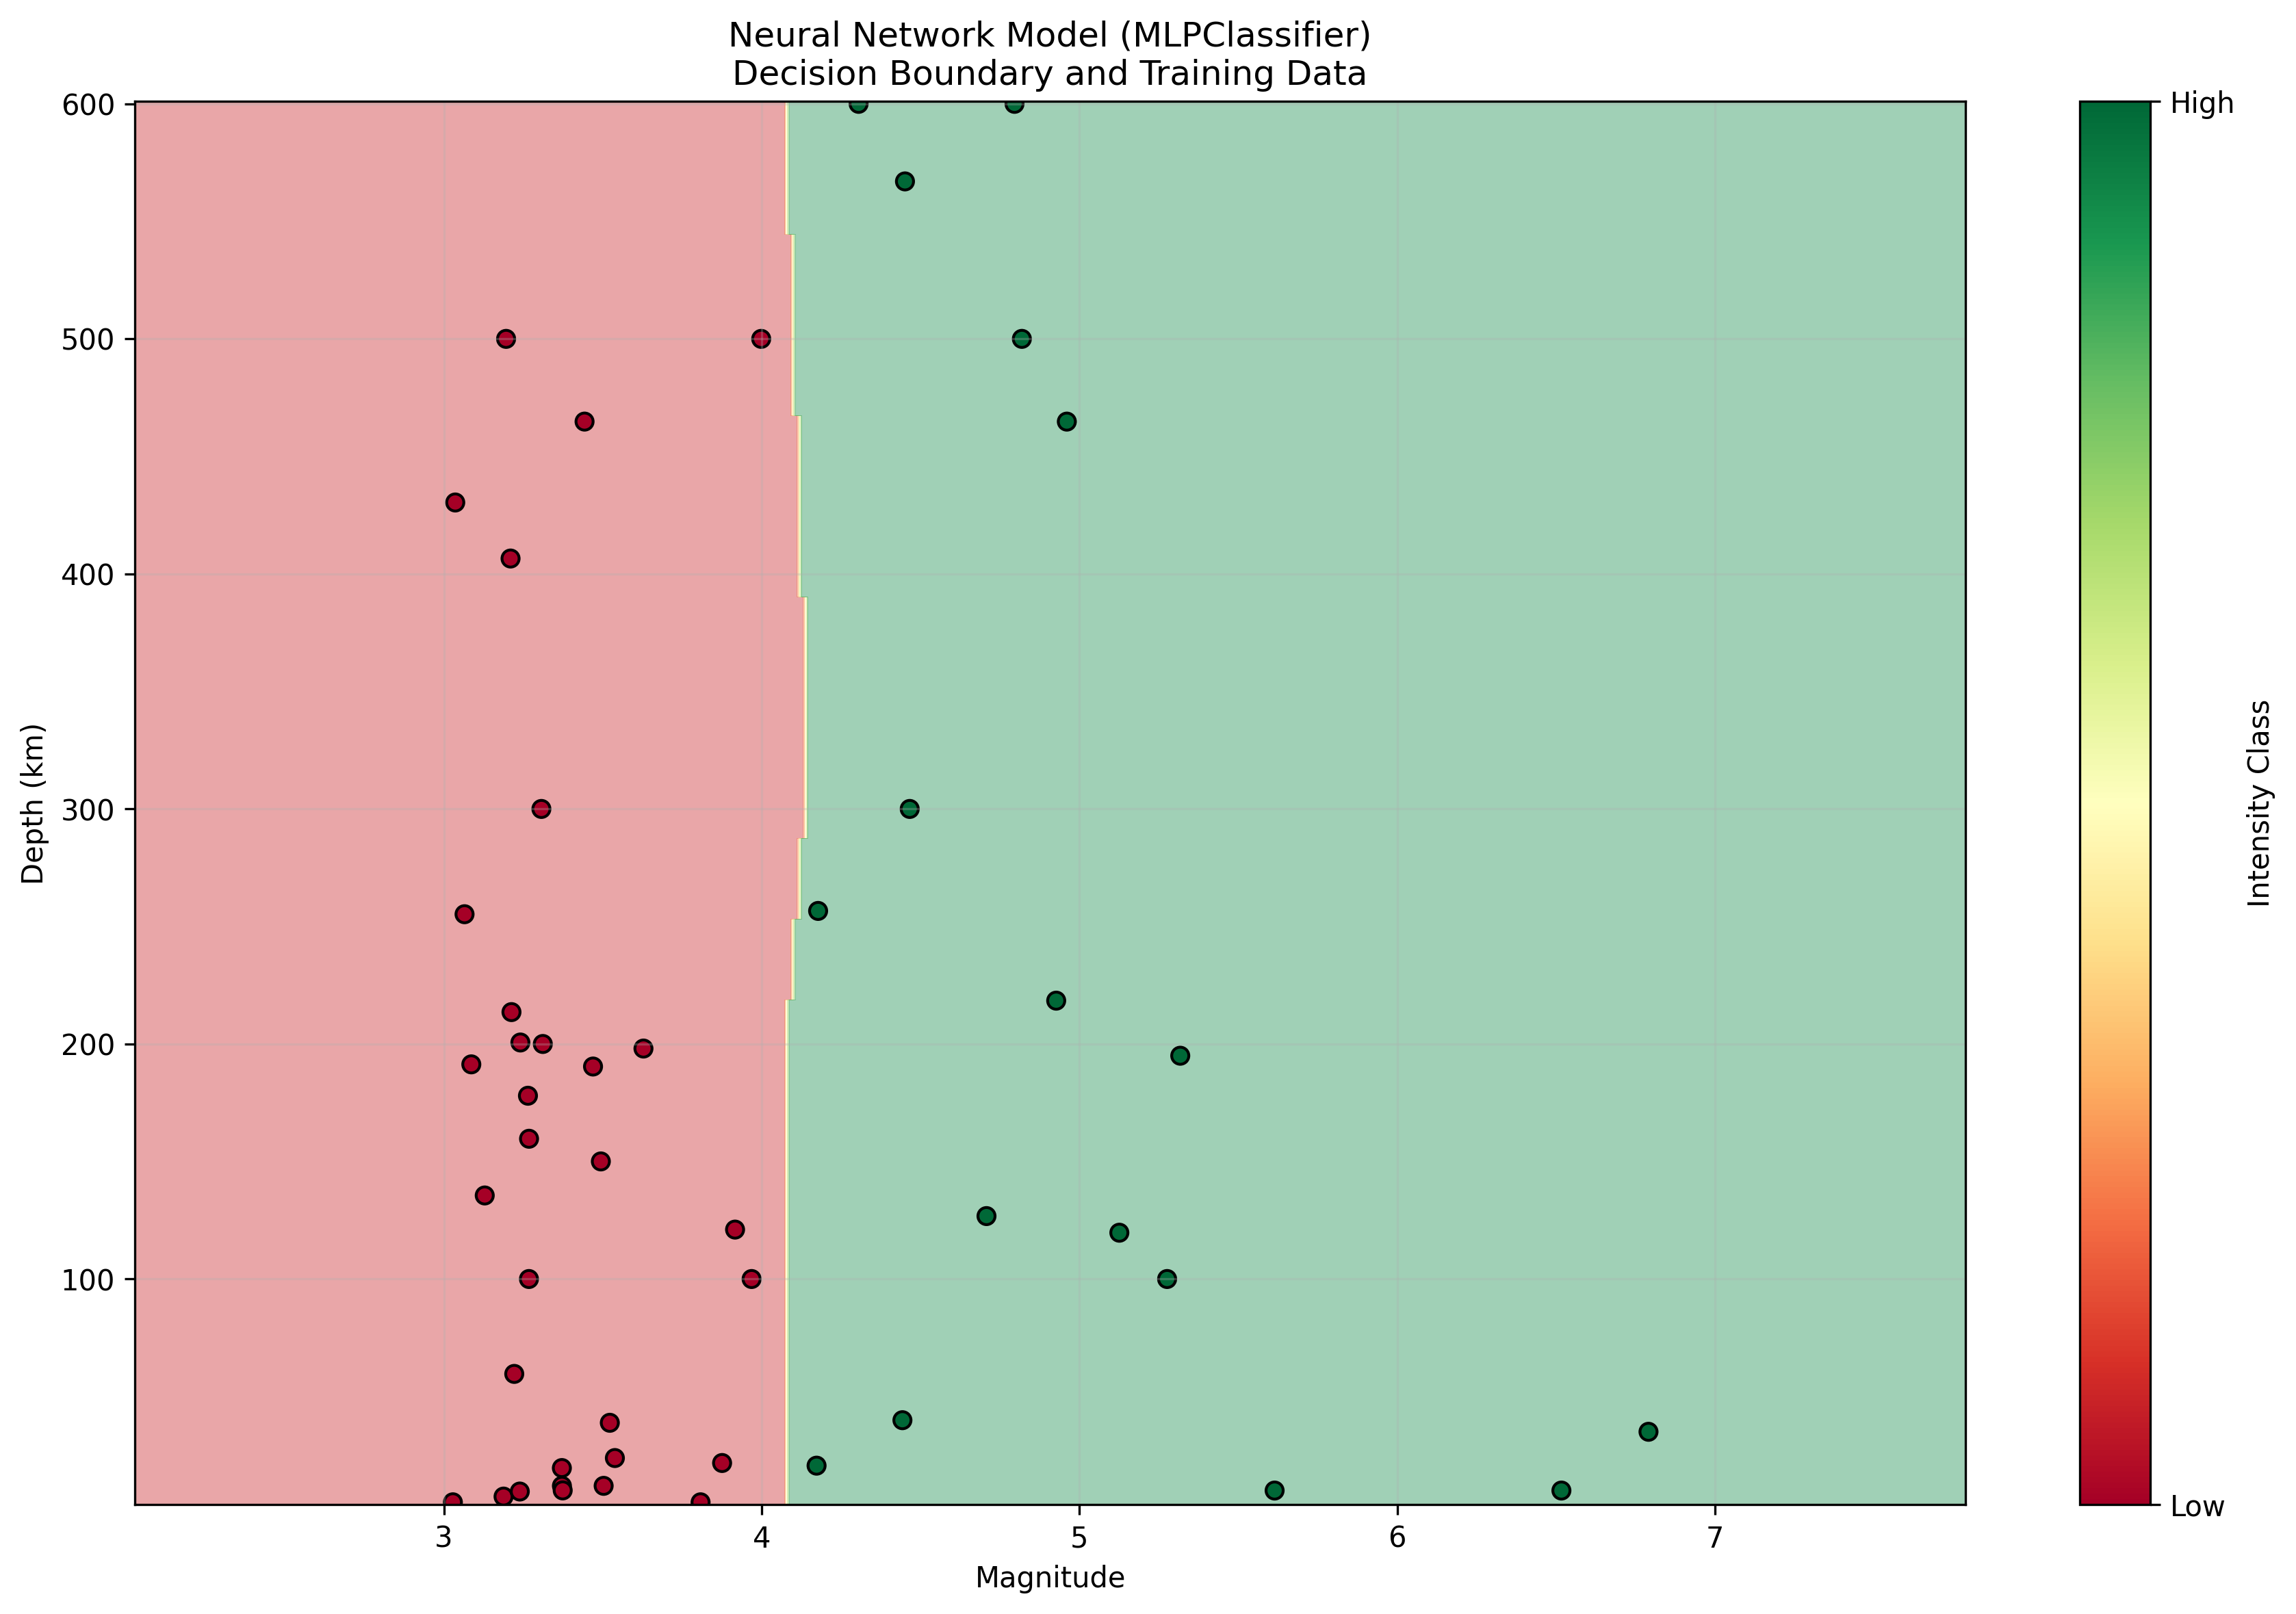 Neural Network Model (MLPClassifier)
Decision Boundary and Training Data
600
500
400
300
200
100
Depth (km)
3 4 5 6 7
Magnitude
High
Low
Intensity Class